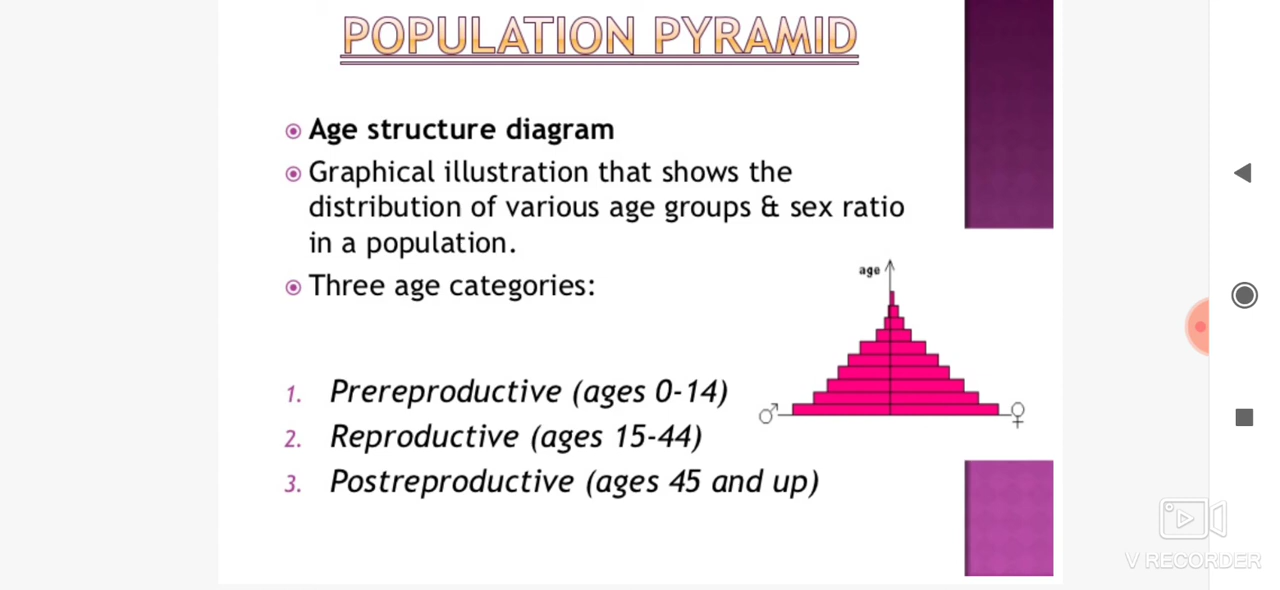 POPULATION PYRAMID
Age structure diagram
Graphical illustration that shows the
distribution of various age groups & sex ratio
in a population.
Three age categories:
age
1. Prereproductive (ages 0-14)
♂ ♀
2. Reproductive (ages 15-44)
3. Postreproductive (ages 45 and up)
V RECORDER